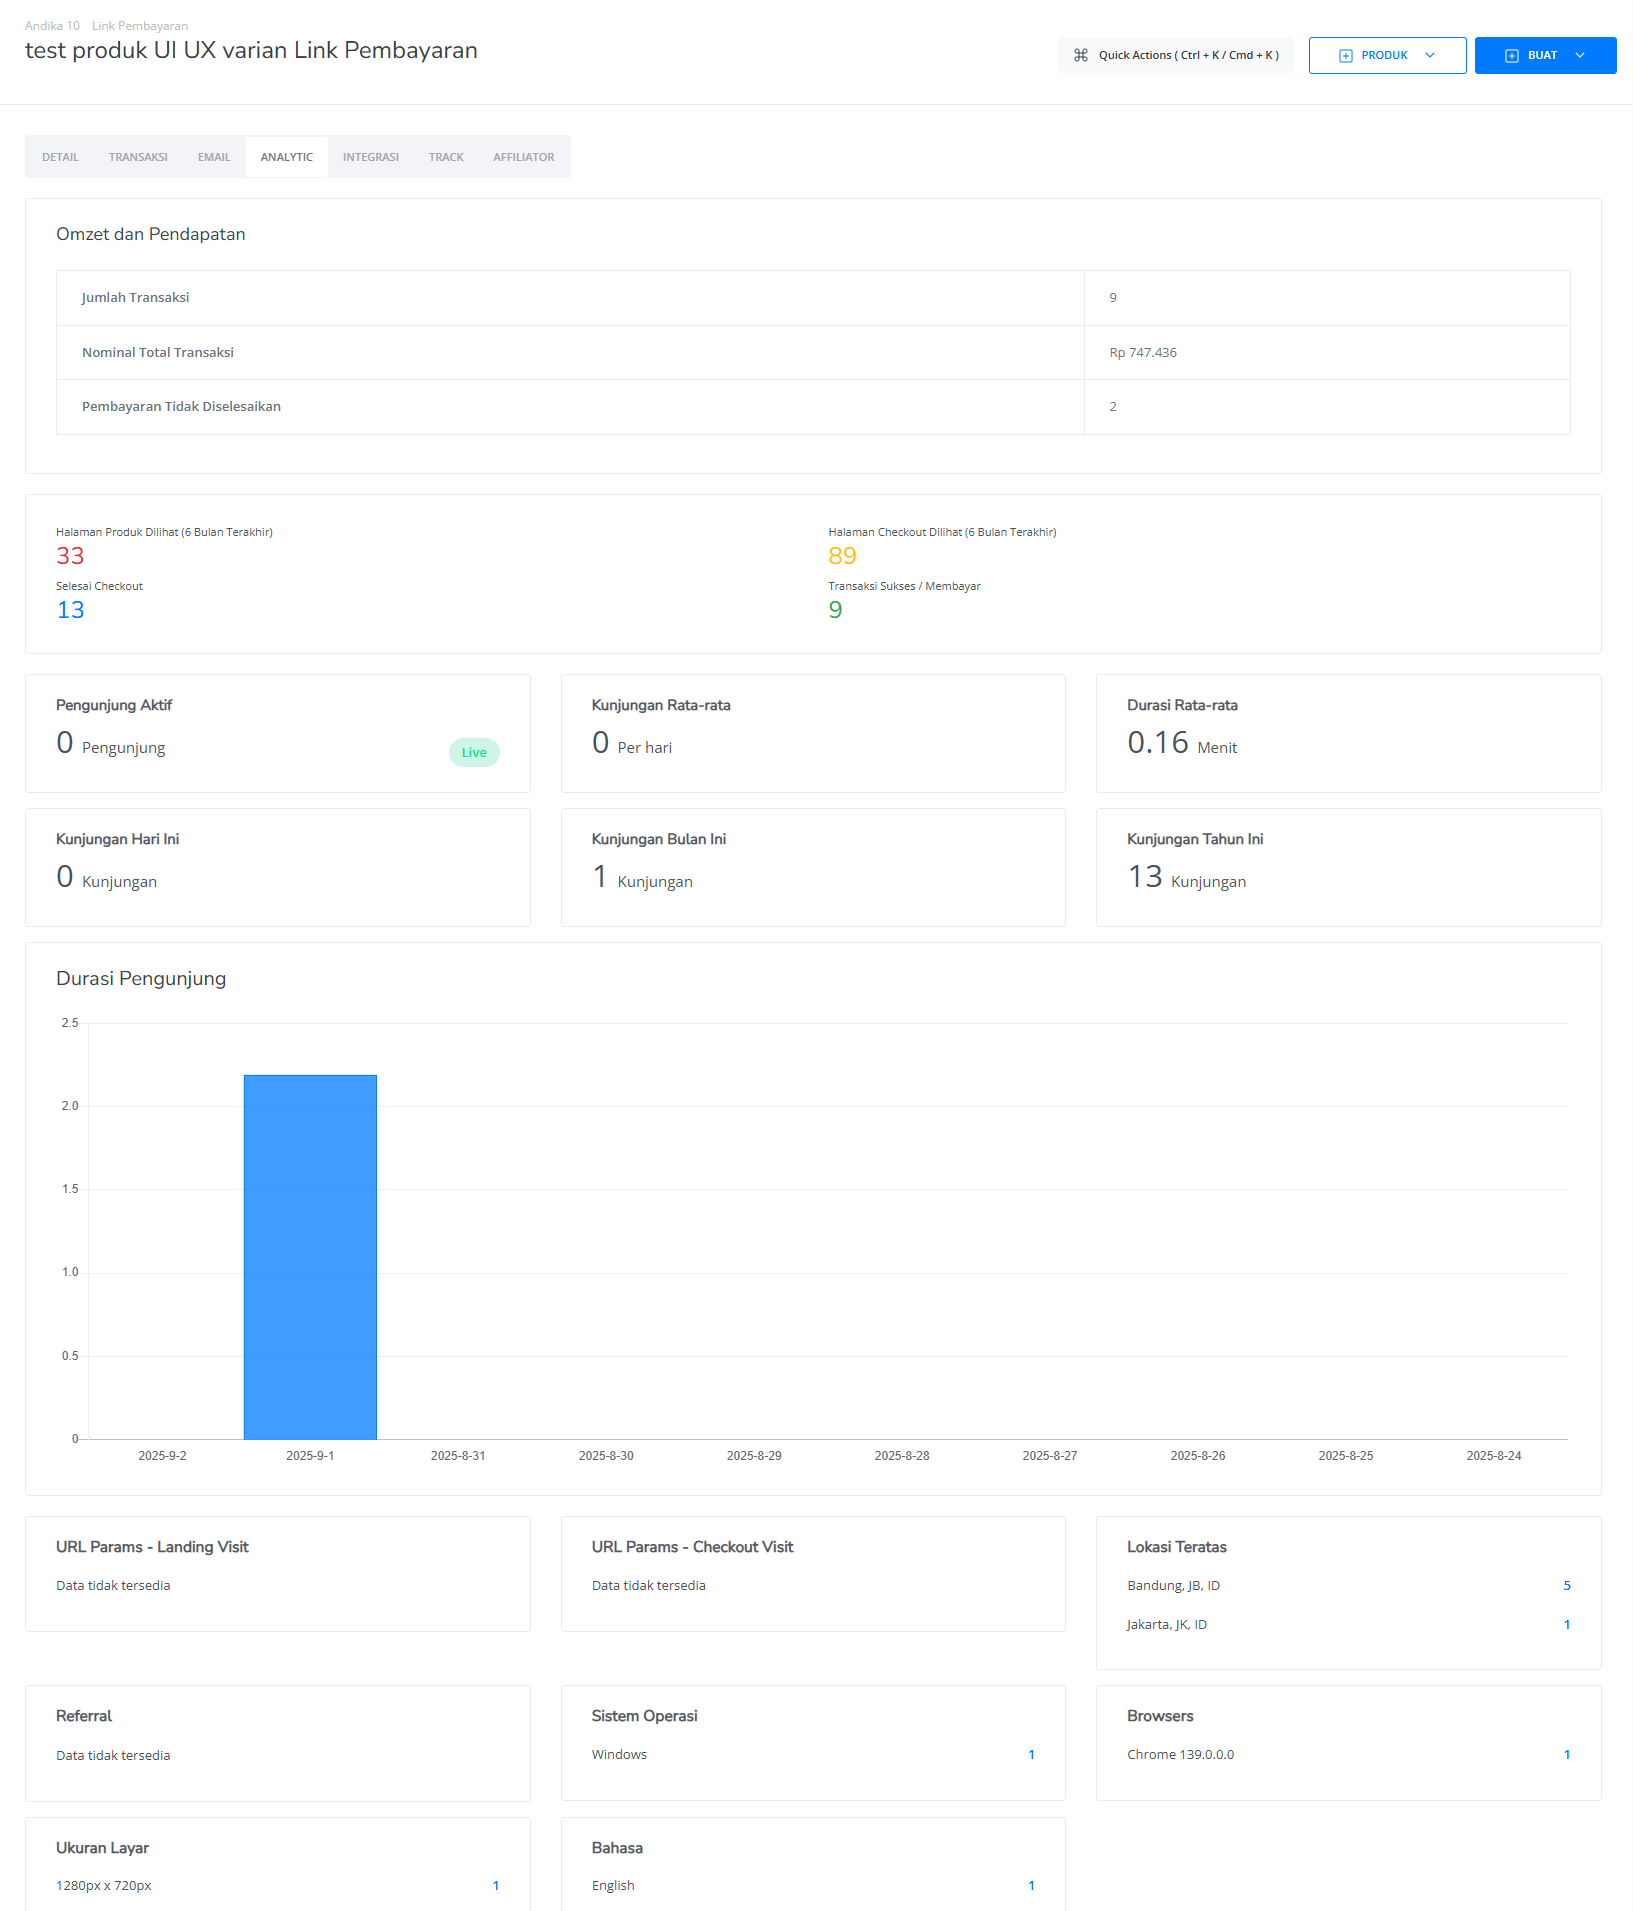 Andika 10 Link Pembayaran
test produk UI UX varian Link Pembayaran
Quick Actions ( Ctrl + K / Cmd + K )
PRODUK
BUAT
DETAIL TRANSAKSI EMAIL ANALYTIC INTEGRASI TRACK AFFILIATOR
Omzet dan Pendapatan
Jumlah Transaksi 9
Nominal Total Transaksi Rp 747.436
Pembayaran Tidak Diselesaikan 2
Halaman Produk Dilihat (6 Bulan Terakhir)
33
Selesai Checkout
13
Halaman Checkout Dilihat (6 Bulan Terakhir)
89
Transaksi Sukses / Membayar
9
Pengunjung Aktif
0 Pengunjung
Live
Kunjungan Rata-rata
0 Per hari
Durasi Rata-rata
0.16 Menit
Kunjungan Hari Ini
0 Kunjungan
Kunjungan Bulan Ini
1 Kunjungan
Kunjungan Tahun Ini
13 Kunjungan
Durasi Pengunjung
2.5
2.0
1.5
1.0
0.5
0
2025-9-2 2025-9-1 2025-8-31 2025-8-30 2025-8-29 2025-8-28 2025-8-27 2025-8-26 2025-8-25 2025-8-24
URL Params - Landing Visit
Data tidak tersedia
URL Params - Checkout Visit
Data tidak tersedia
Lokasi Teratas
Bandung, JB, ID 5
Jakarta, JK, ID 1
Referral
Data tidak tersedia
Sistem Operasi
Windows 1
Browsers
Chrome 139.0.0.0 1
Ukuran Layar
1280px x 720px 1
Bahasa
English 1